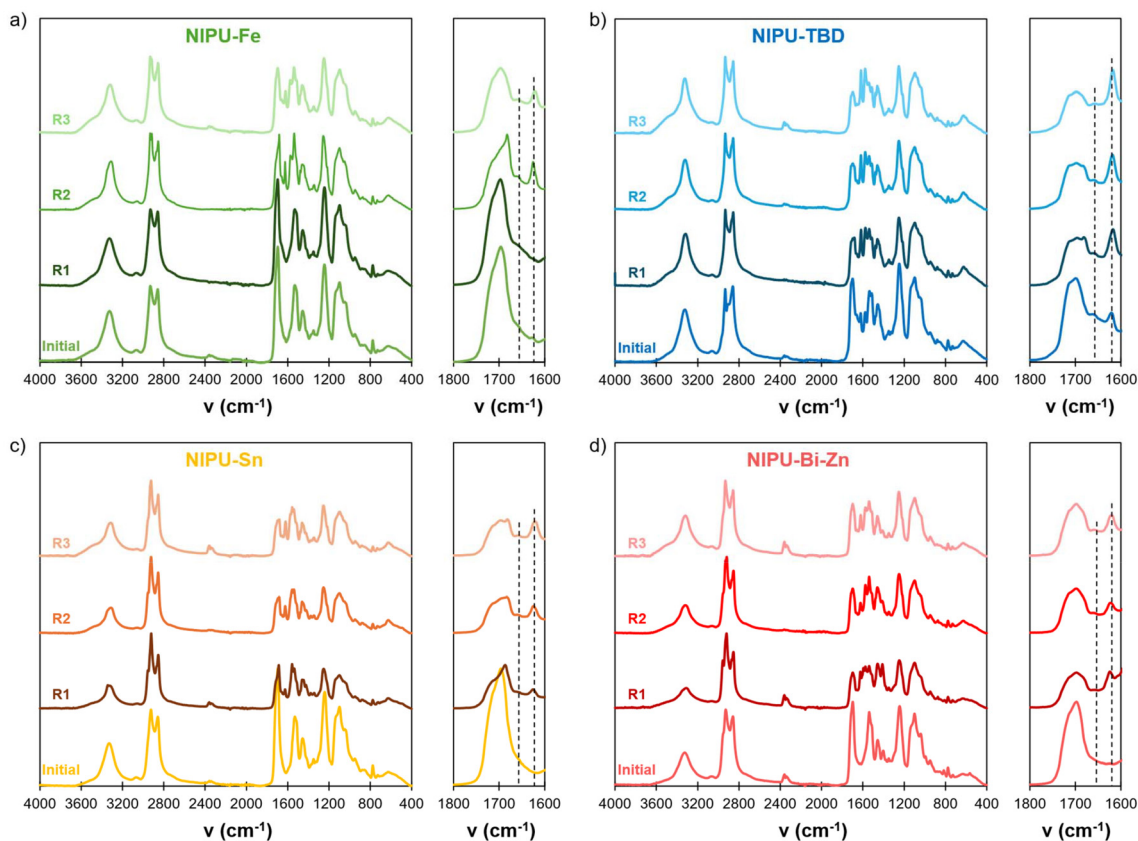 a)
NIPU-Fe
R3
R2
R1
Initial
4000 3200 2800 2400 2000 1600 1200 800 400
ν (cm-1)
1800 1700 1600
ν (cm-1)
b)
NIPU-TBD
R3
R2
R1
Initial
4000 3200 2800 2400 2000 1600 1200 800 400
ν (cm-1)
1800 1700 1600
ν (cm-1)
c)
NIPU-Sn
R3
R2
R1
Initial
4000 3200 2800 2400 2000 1600 1200 800 400
ν (cm-1)
1800 1700 1600
ν (cm-1)
d)
NIPU-Bi-Zn
R3
R2
R1
Initial
4000 3200 2800 2400 2000 1600 1200 800 400
ν (cm-1)
1800 1700 1600
ν (cm-1)